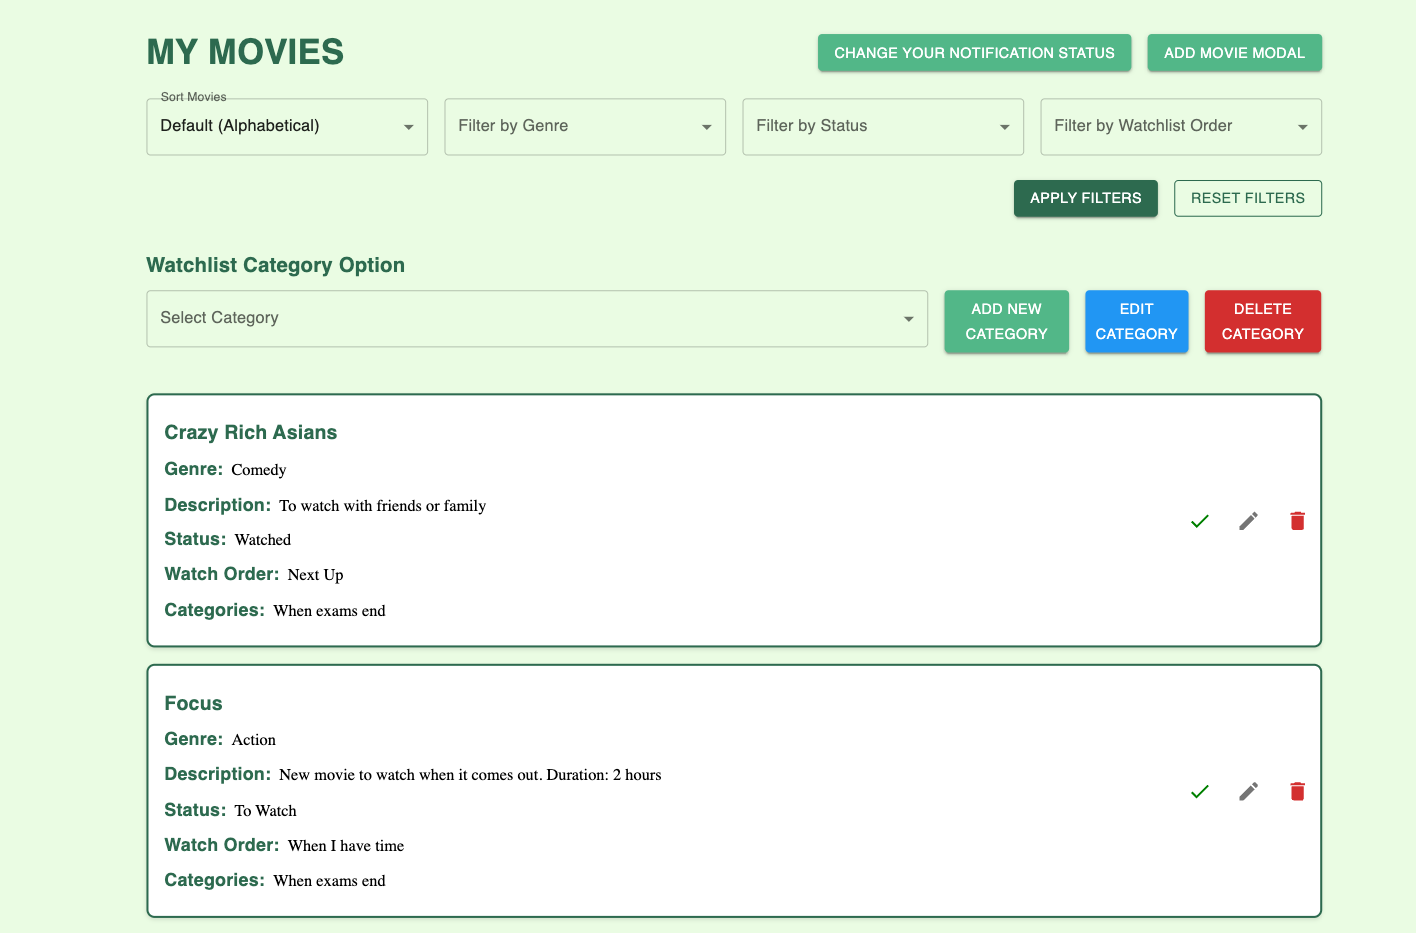 MY MOVIES
CHANGE YOUR NOTIFICATION STATUS
ADD MOVIE MODAL
Sort Movies
Default (Alphabetical)
Filter by Genre
Filter by Status
Filter by Watchlist Order
APPLY FILTERS
RESET FILTERS
Watchlist Category Option
Select Category
ADD NEW
CATEGORY
EDIT
CATEGORY
DELETE
CATEGORY
Crazy Rich Asians
Genre: Comedy
Description: To watch with friends or family
Status: Watched
Watch Order: Next Up
Categories: When exams end
Focus
Genre: Action
Description: New movie to watch when it comes out. Duration: 2 hours
Status: To Watch
Watch Order: When I have time
Categories: When exams end